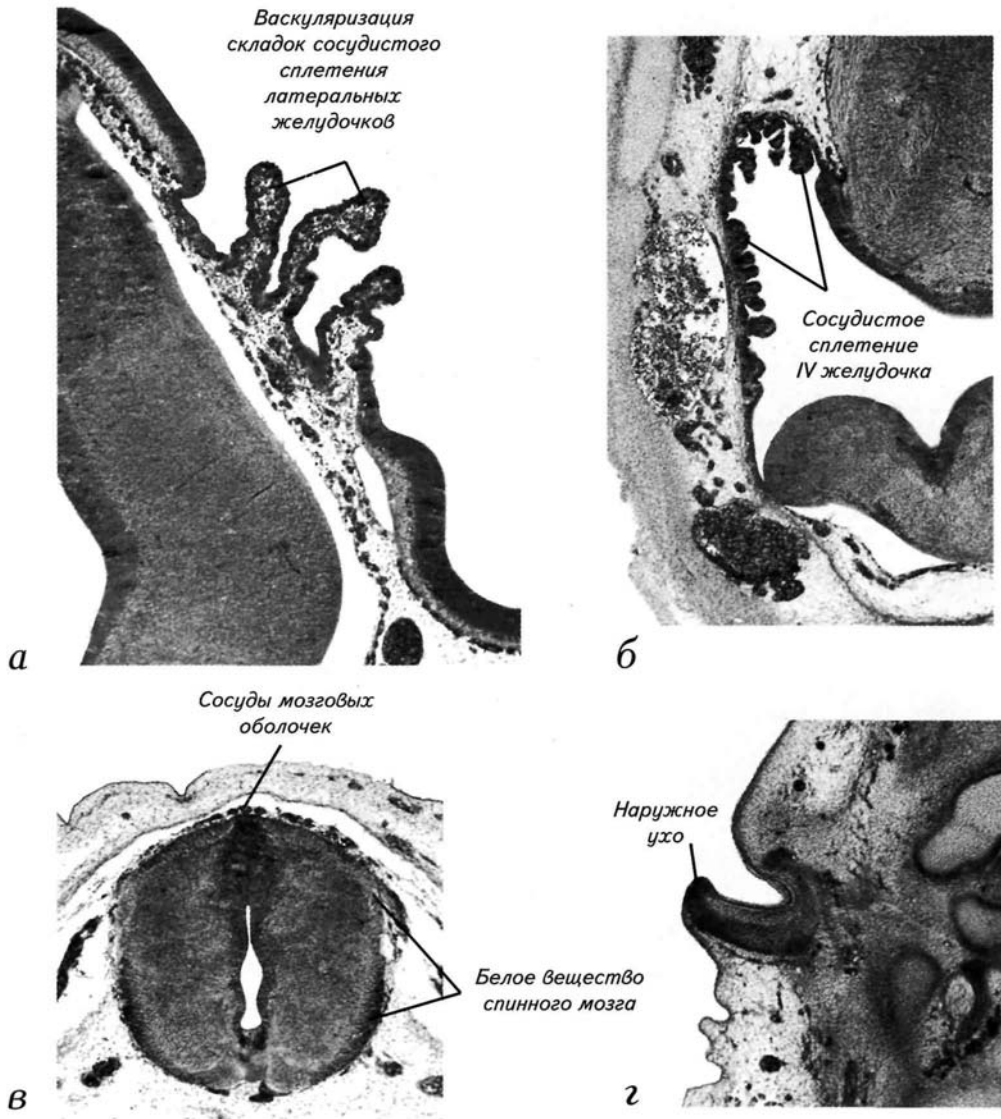 Васкуляризация
складок сосудистого
сплетения
латеральных
желудочков
а
Сосудистое
сплетение
IV желудочка
б
Сосуды мозговых
оболочек
Белое вещество
спинного мозга
в
Наружное
ухо
г